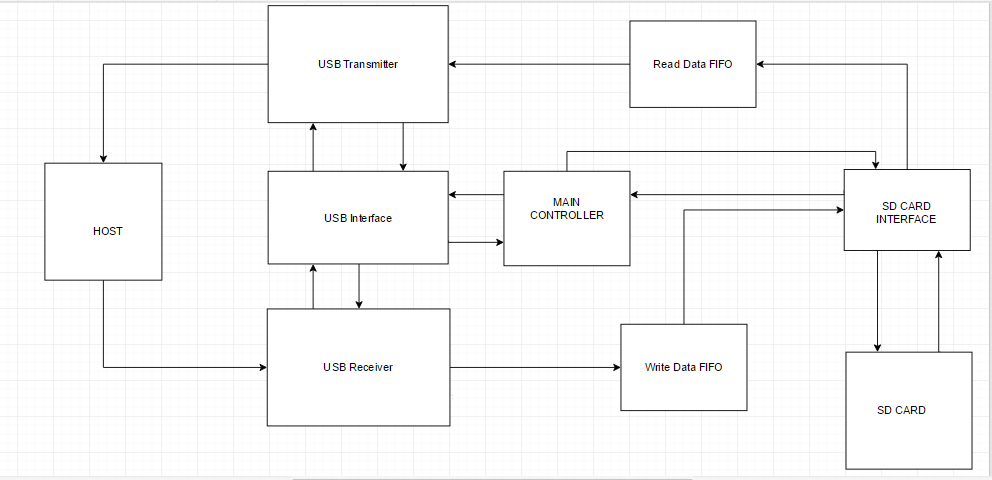 USB Transmitter
Read Data FIFO
HOST
USB Interface
MAIN
CONTROLLER
SD CARD
INTERFACE
USB Receiver
Write Data FIFO
SD CARD